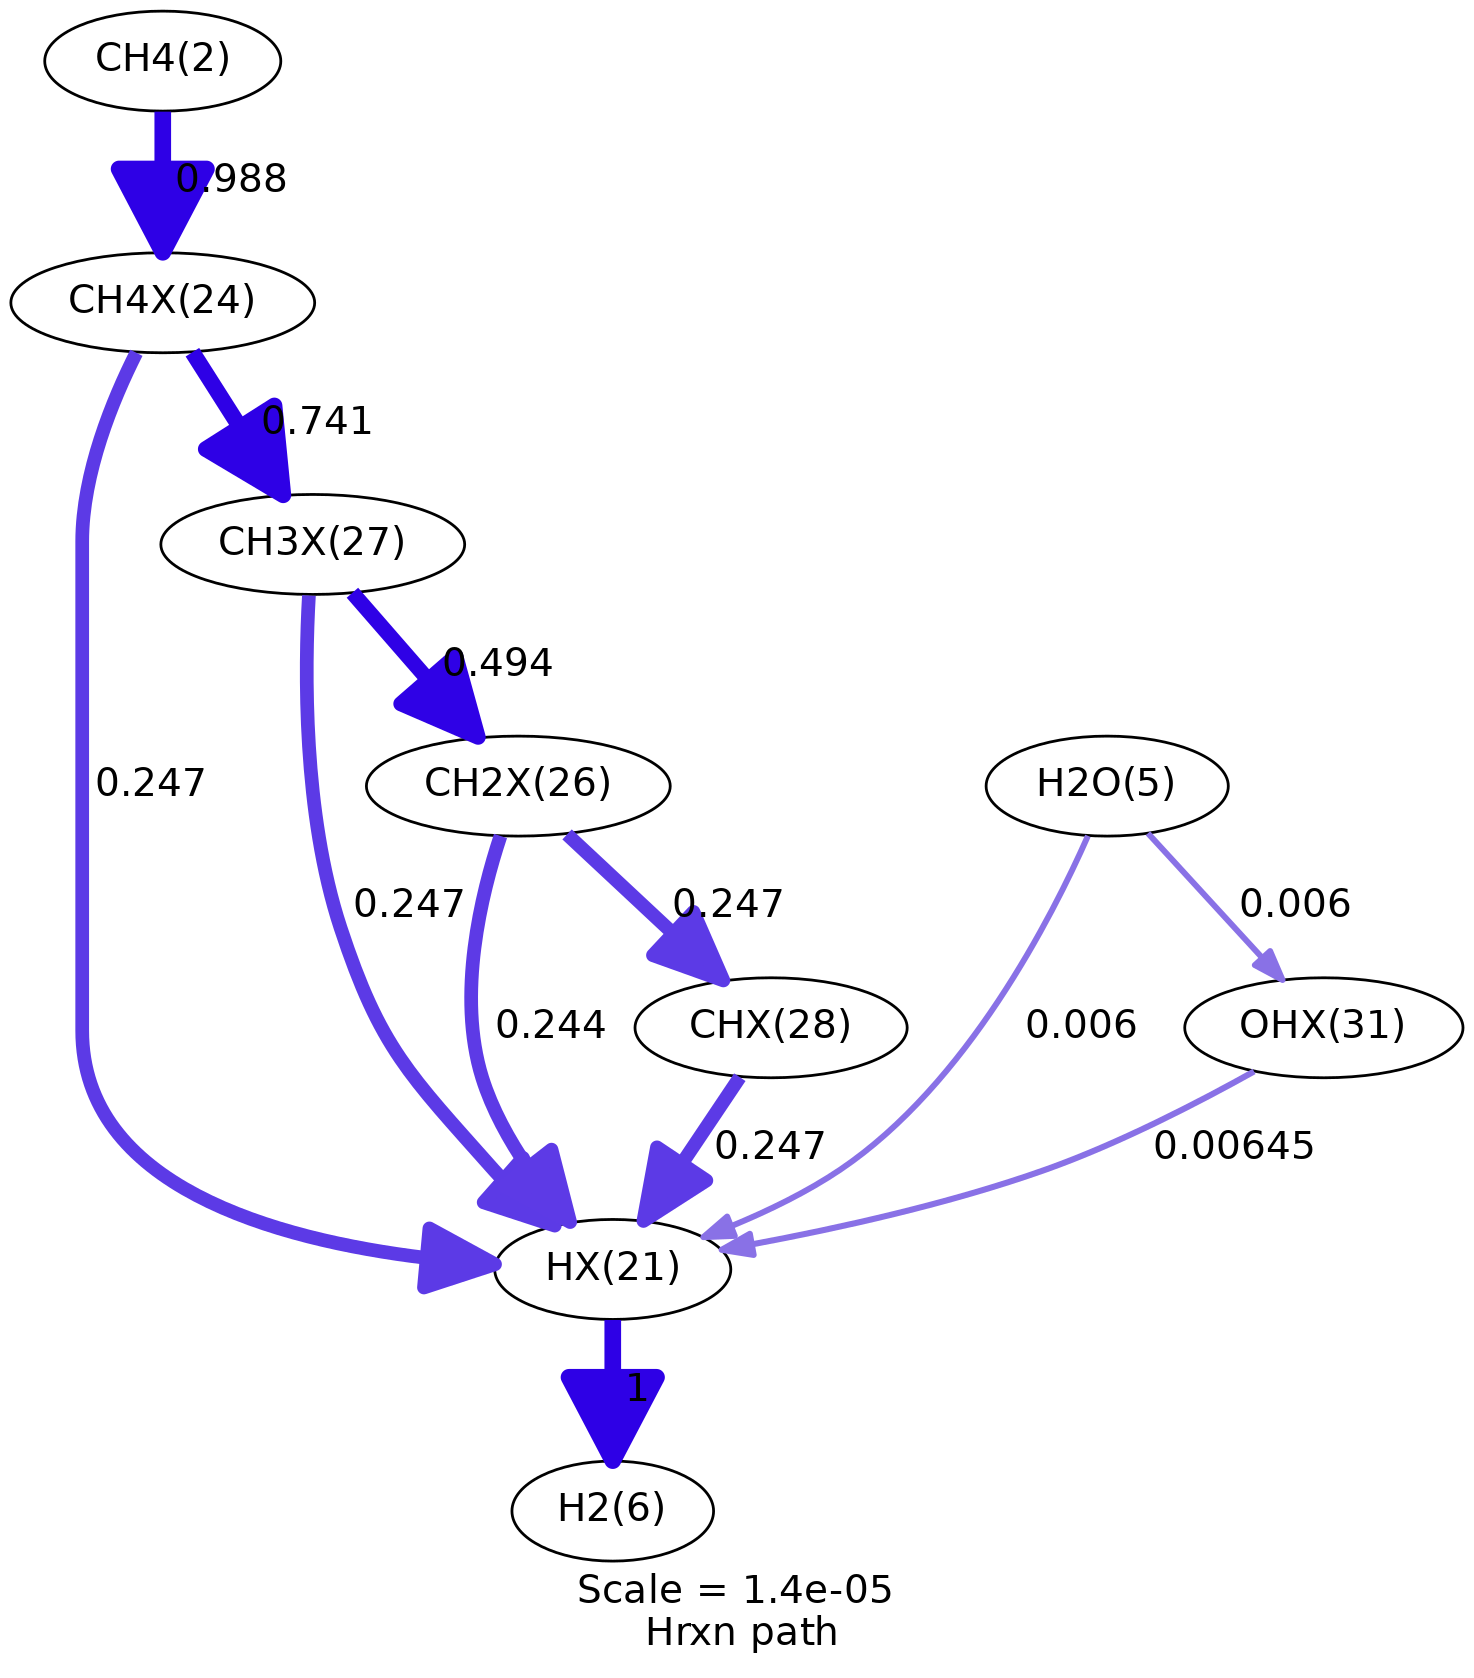 CH4(2)
0.988
CH4X(24)
0.741
CH3X(27)
0.494
0.247
CH2X(26)
H2O(5)
0.247
0.247
0.006
0.244
CHX(28)
0.006
OHX(31)
0.247
0.00645
HX(21)
1
H2(6)
Scale = 1.4e-05
Hrxn path